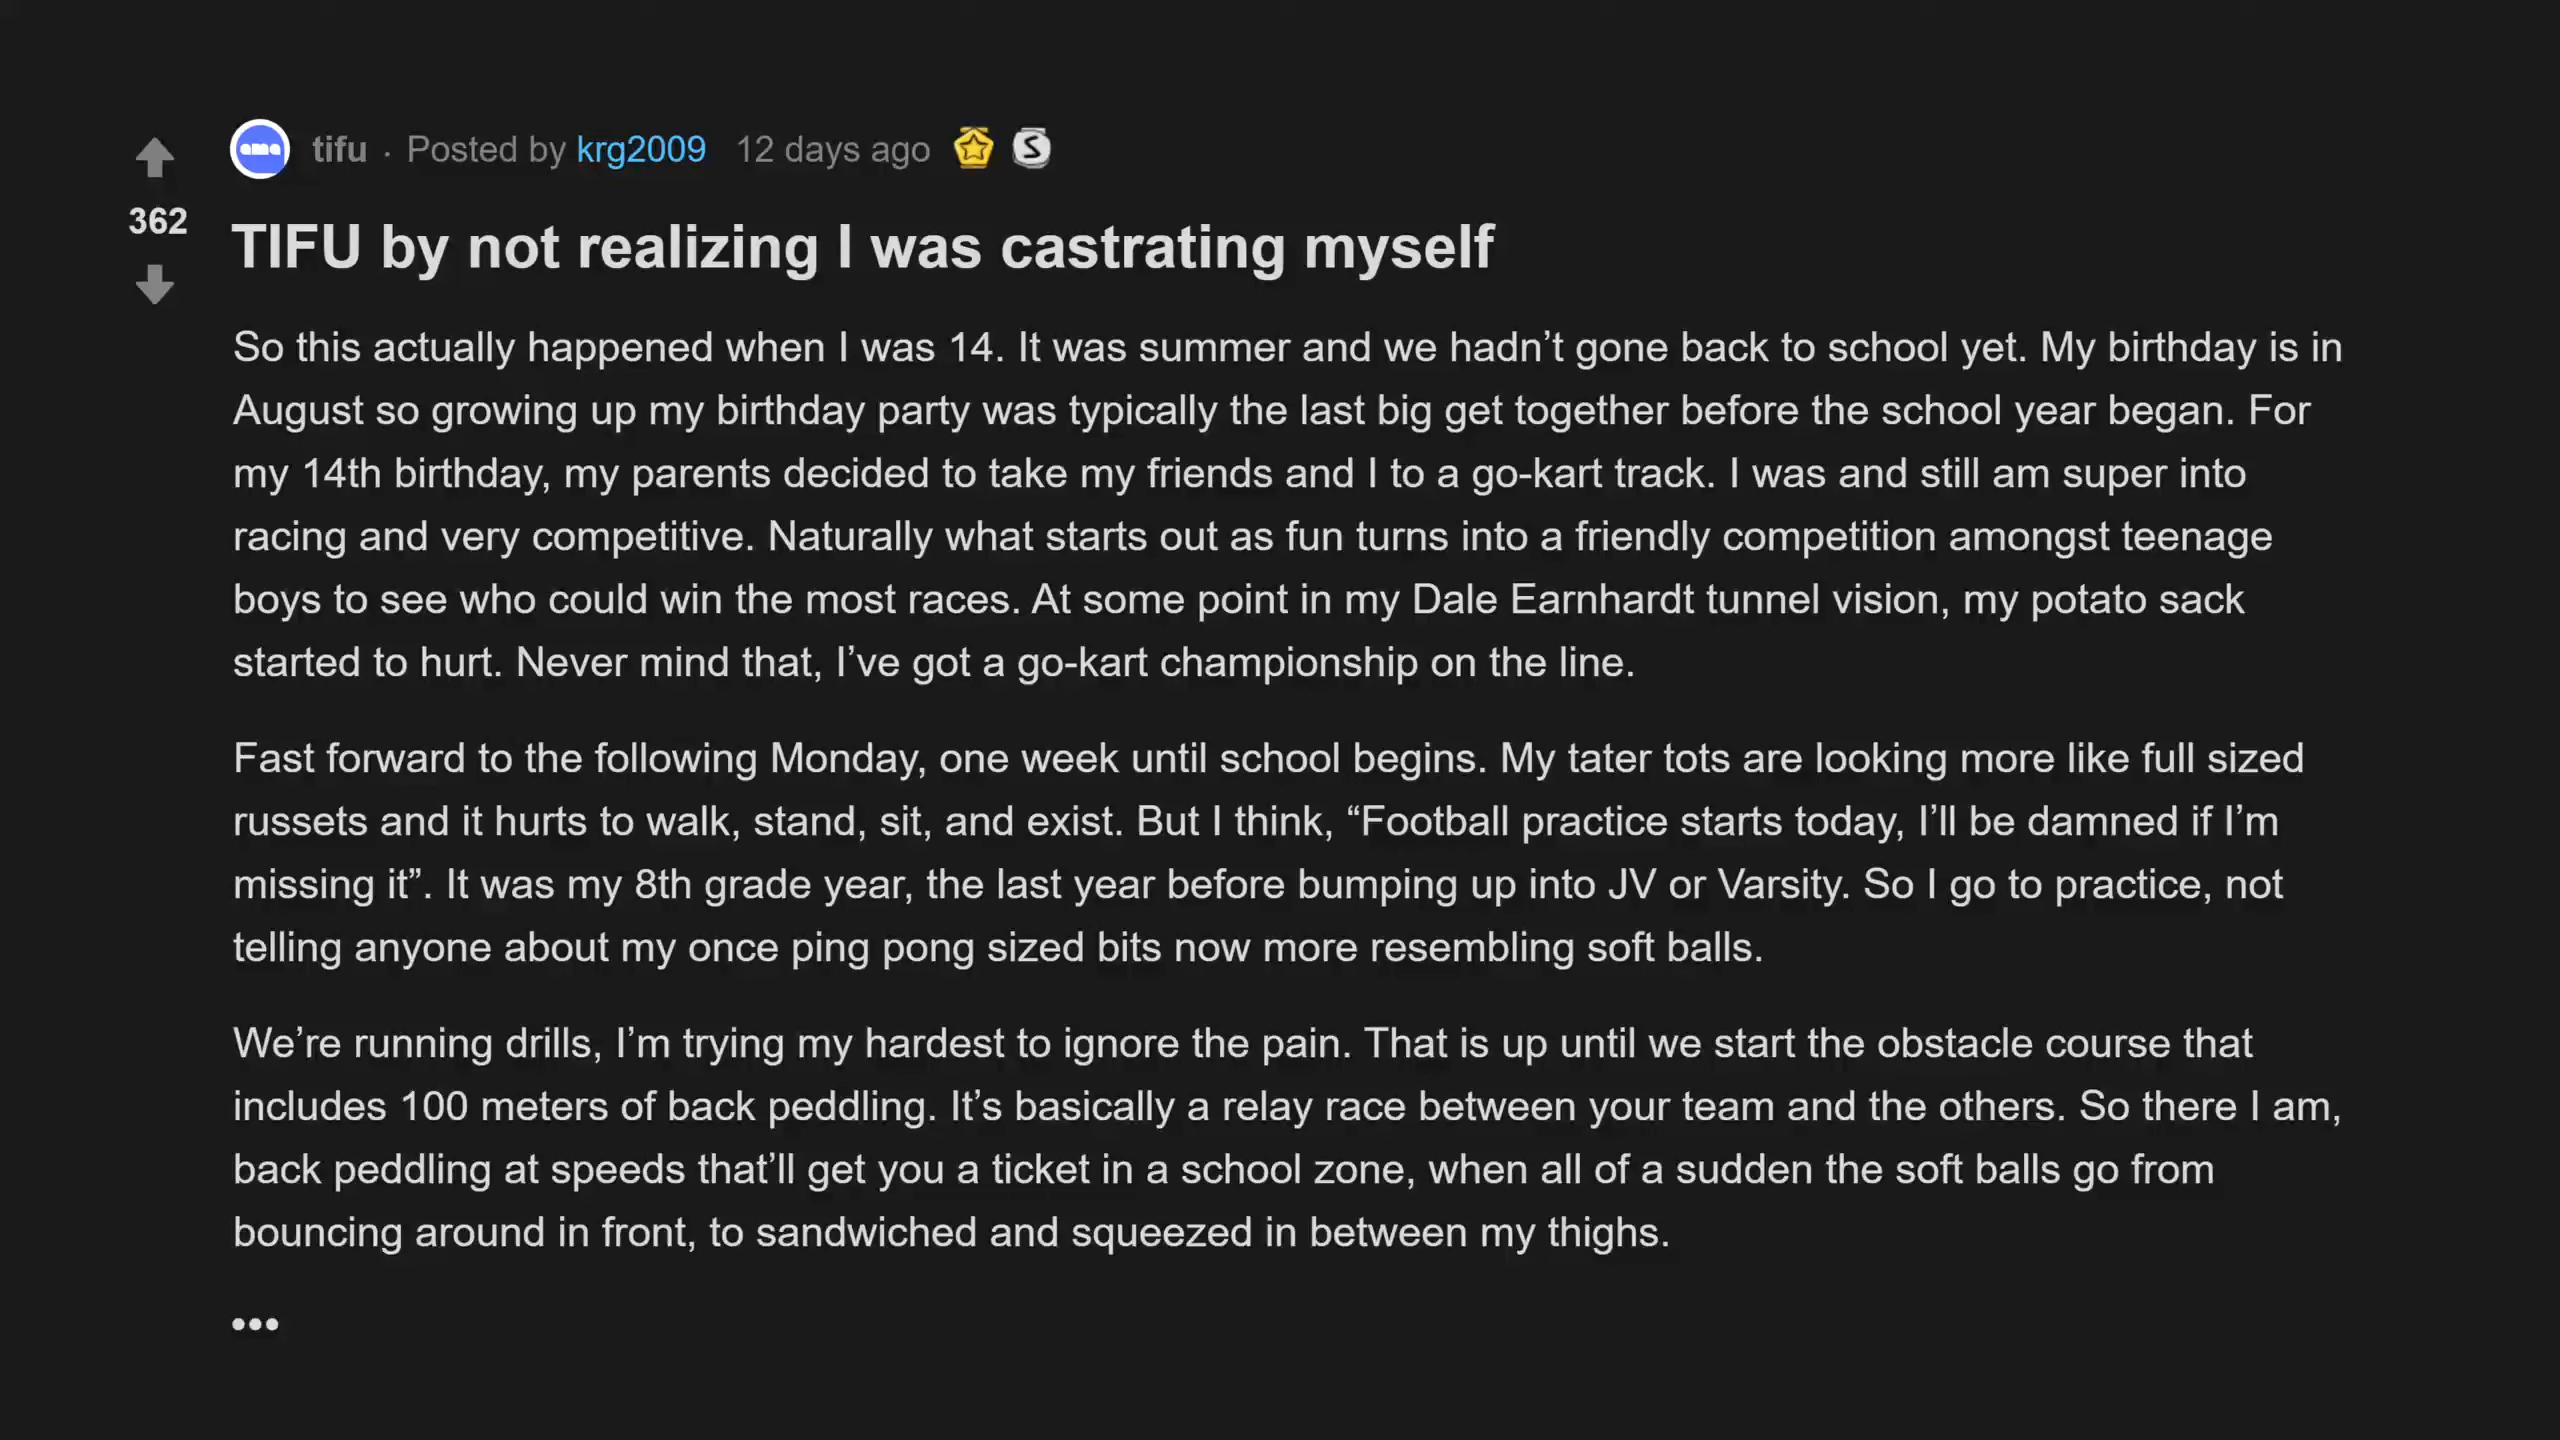 tifu · Posted by krg2009 12 days ago
362
TIFU by not realizing I was castrating myself
So this actually happened when I was 14. It was summer and we hadn’t gone back to school yet. My birthday is in
August so growing up my birthday party was typically the last big get together before the school year began. For
my 14th birthday, my parents decided to take my friends and I to a go-kart track. I was and still am super into
racing and very competitive. Naturally what starts out as fun turns into a friendly competition amongst teenage
boys to see who could win the most races. At some point in my Dale Earnhardt tunnel vision, my potato sack
started to hurt. Never mind that, I’ve got a go-kart championship on the line.
Fast forward to the following Monday, one week until school begins. My tater tots are looking more like full sized
russets and it hurts to walk, stand, sit, and exist. But I think, “Football practice starts today, I’ll be damned if I’m
missing it”. It was my 8th grade year, the last year before bumping up into JV or Varsity. So I go to practice, not
telling anyone about my once ping pong sized bits now more resembling soft balls.
We’re running drills, I’m trying my hardest to ignore the pain. That is up until we start the obstacle course that
includes 100 meters of back peddling. It’s basically a relay race between your team and the others. So there I am,
back peddling at speeds that’ll get you a ticket in a school zone, when all of a sudden the soft balls go from
bouncing around in front, to sandwiched and squeezed in between my thighs.
•••